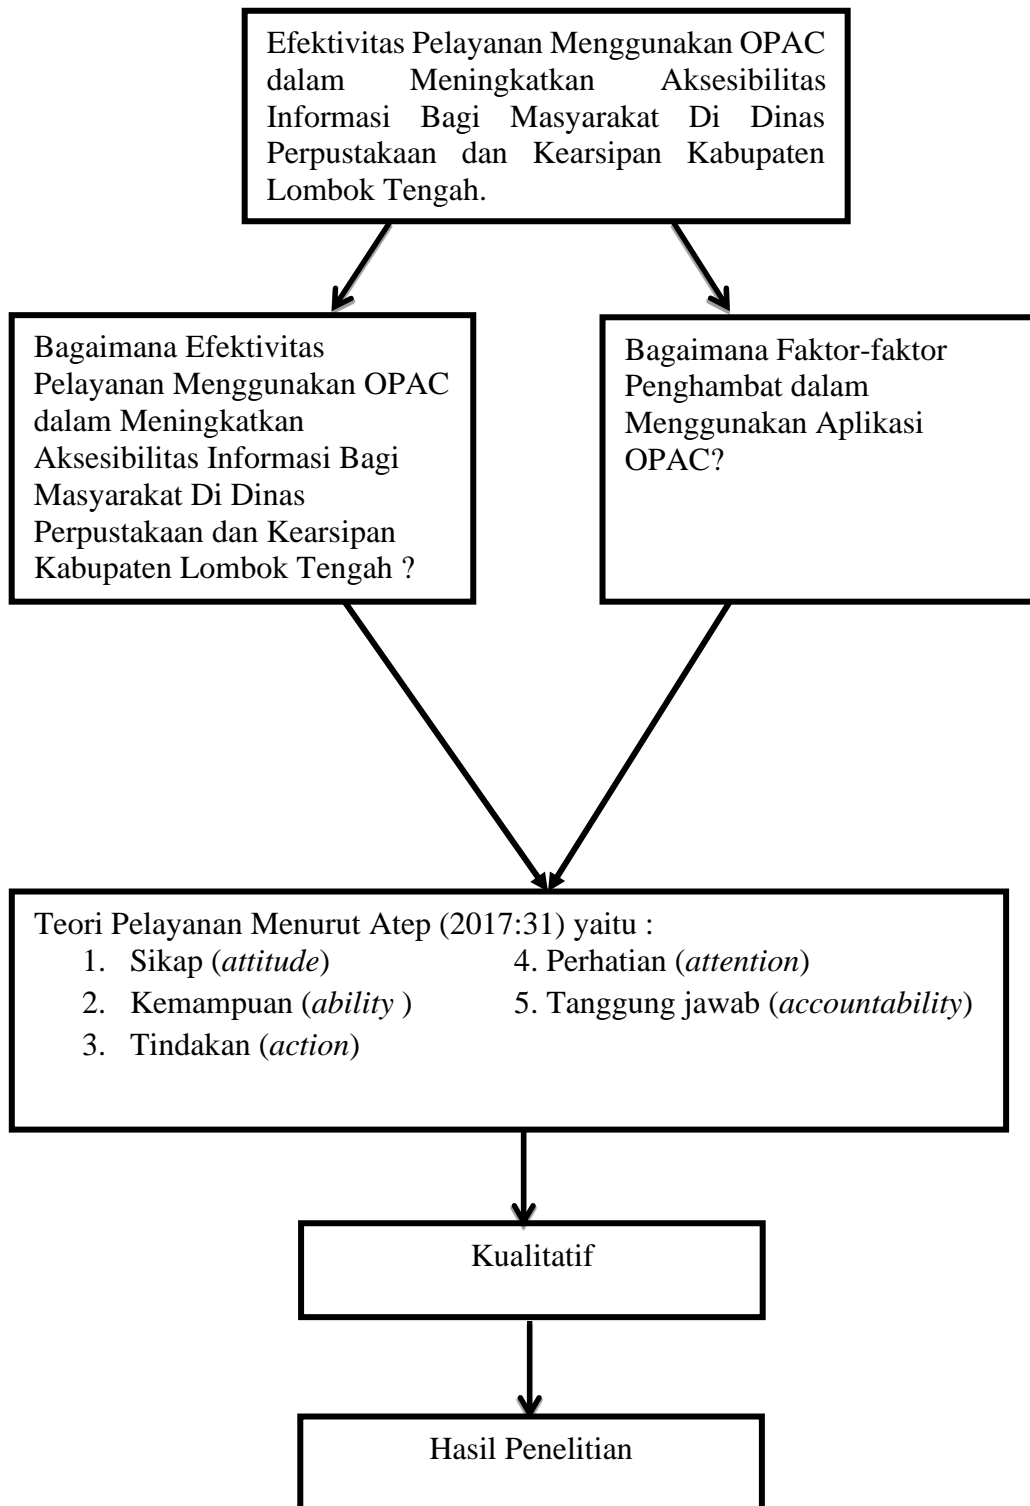 Efektivitas Pelayanan Menggunakan OPAC
dalam Meningkatkan Aksesibilitas
Informasi Bagi Masyarakat Di Dinas
Perpustakaan dan Kearsipan Kabupaten
Lombok Tengah.
Bagaimana Efektivitas
Pelayanan Menggunakan OPAC
dalam Meningkatkan
Aksesibilitas Informasi Bagi
Masyarakat Di Dinas
Perpustakaan dan Kearsipan
Kabupaten Lombok Tengah ?
Bagaimana Faktor-faktor
Penghambat dalam
Menggunakan Aplikasi
OPAC?
Teori Pelayanan Menurut Atep (2017:31) yaitu :
1. Sikap (attitude)
2. Kemampuan (ability )
3. Tindakan (action)
4. Perhatian (attention)
5. Tanggung jawab (accountability)
Kualitatif
Hasil Penelitian